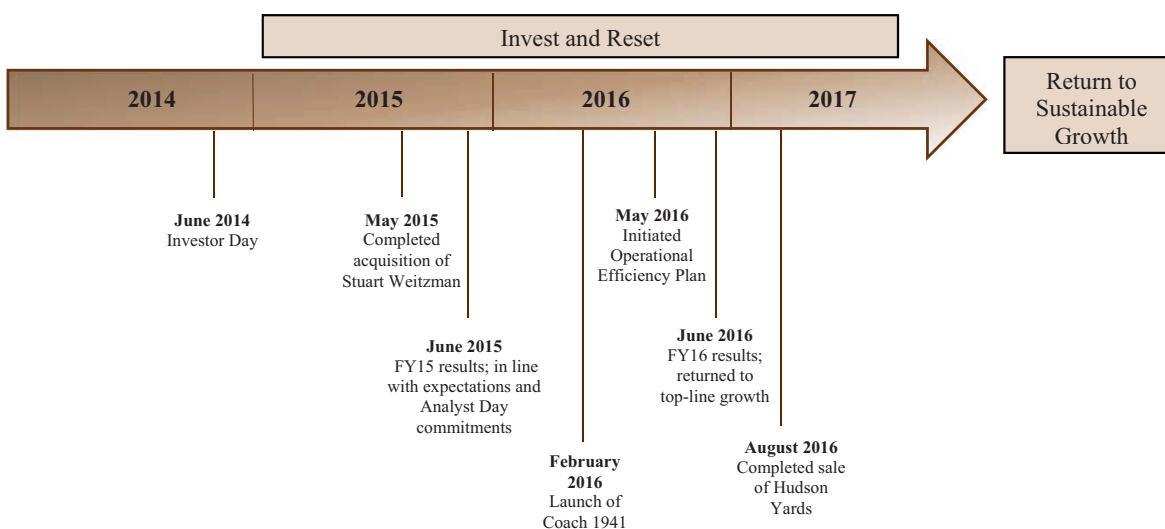 Invest and Reset
2014
2015
2016
2017
Return to
Sustainable
Growth
June 2014
Investor Day
May 2015
Completed
acquisition of
Stuart Weitzman
June 2015
FY15 results; in line
with expectations and
Analyst Day
commitments
February
2016
Launch of
Coach 1941
May 2016
Initiated
Operational
Efficiency Plan
June 2016
FY16 results;
returned to
top-line growth
August 2016
Completed sale
of Hudson
Yards